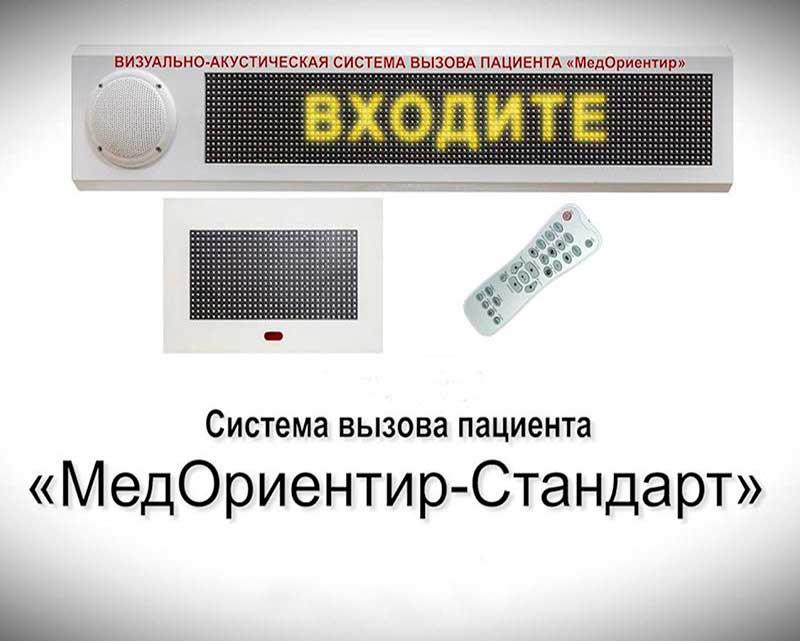 ВИЗУАЛЬНО-АКУСТИЧЕСКАЯ СИСТЕМА ВЫЗОВА ПАЦИЕНТА «МедОриентир»
ВХОДИТЕ
Система вызова пациента
«МедОриентир-Стандарт»